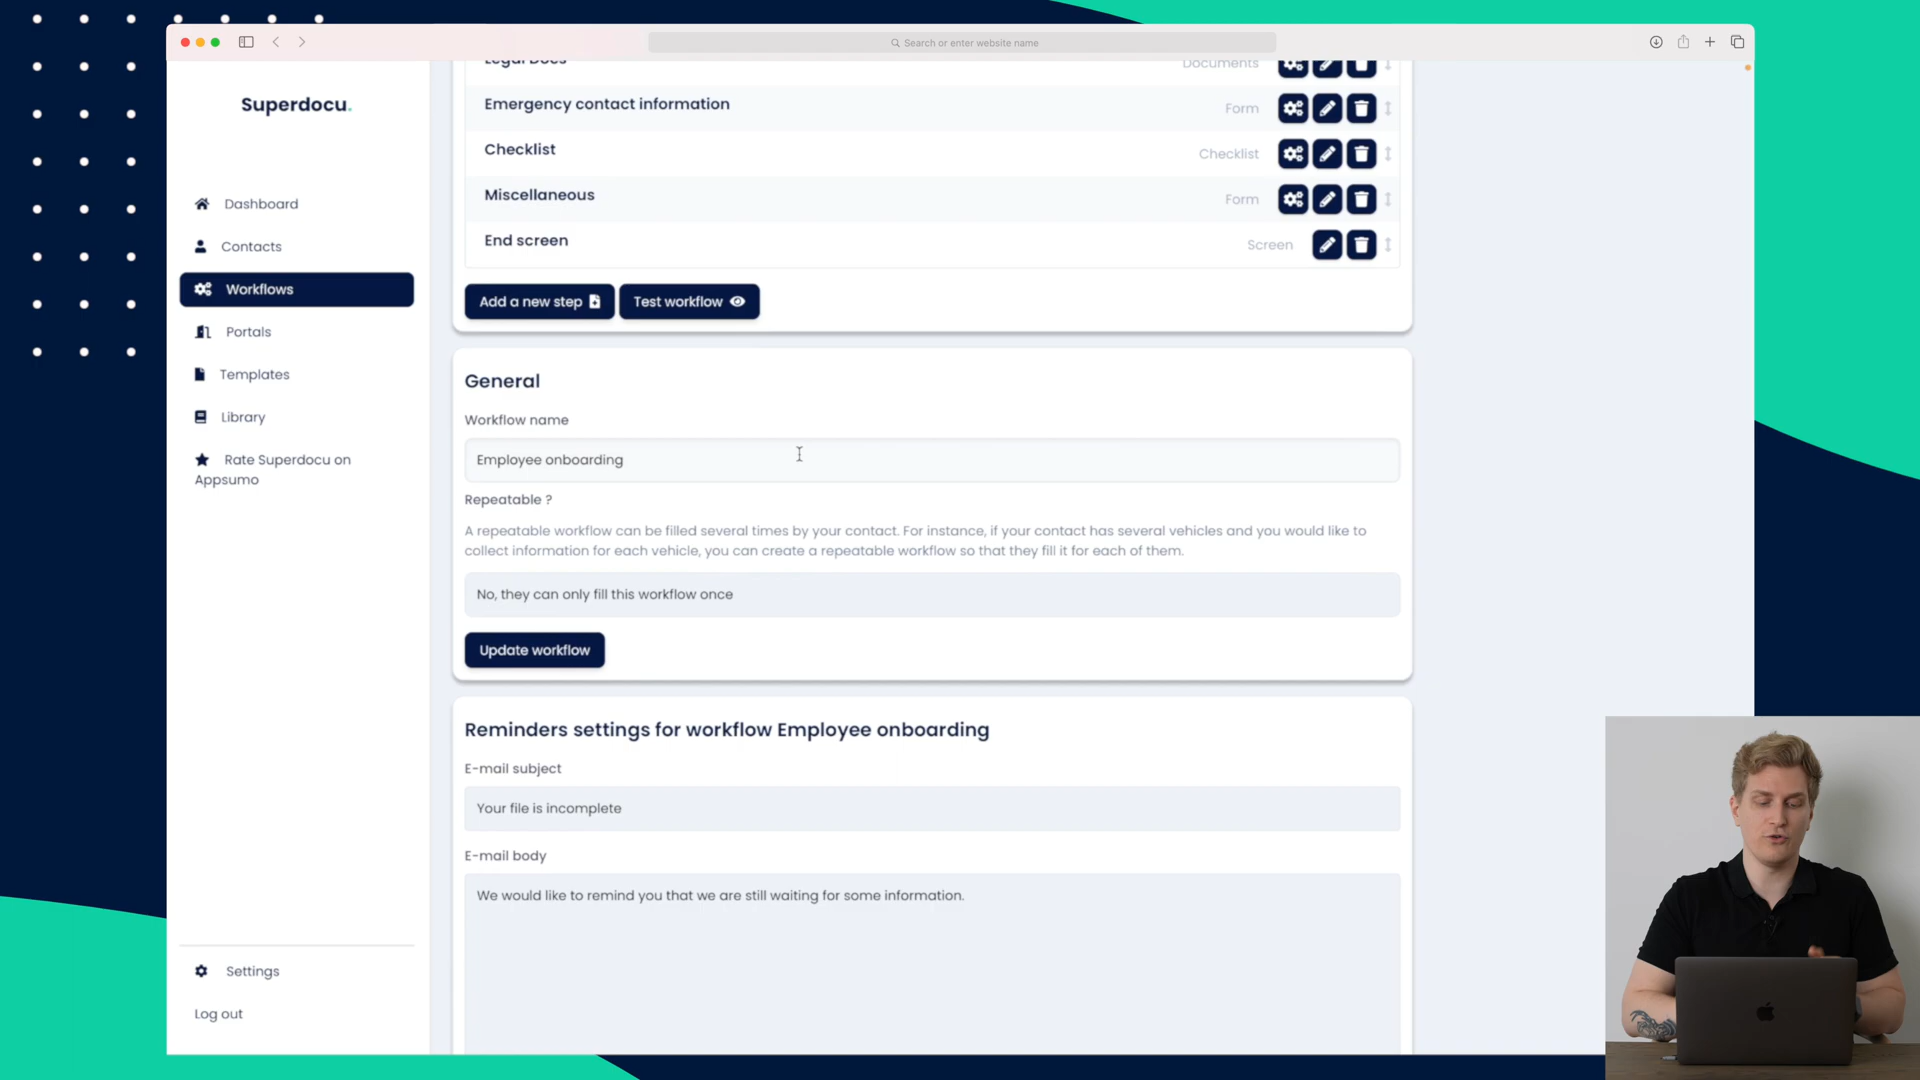 Search or enter website name
Superdocu.
Dashboard
Contacts
Workflows
Portals
Templates
Library
Rate Superdocu on
Appsumo
Settings
Log out
Legal Docs
Documents
Emergency contact information
Form
Checklist
Checklist
Miscellaneous
Form
End screen
Screen
Add a new step
Test workflow
General
Workflow name
Employee onboarding
Repeatable ?
A repeatable workflow can be filled several times by your contact. For instance, if your contact has several vehicles and you would like to
collect information for each vehicle, you can create a repeatable workflow so that they fill it for each of them.
No, they can only fill this workflow once
Update workflow
Reminders settings for workflow Employee onboarding
E-mail subject
Your file is incomplete
E-mail body
We would like to remind you that we are still waiting for some information.